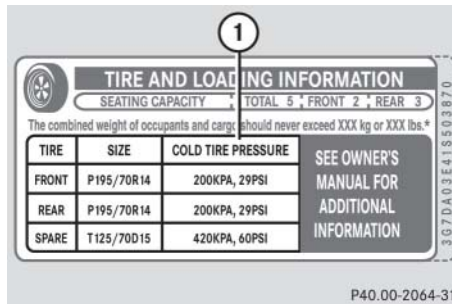 1
TIRE AND LOADING INFORMATION
SEATING CAPACITY TOTAL 5 FRONT 2 REAR 3
The combined weight of occupants and cargo should never exceed XXX kg or XXX lbs.*
TIRE SIZE COLD TIRE PRESSURE
FRONT P195/70R14 200KPA, 29PSI
REAR P195/70R14 200KPA, 29PSI
SPARE T125/70D15 420KPA, 60PSI
SEE OWNER'S
MANUAL FOR
ADDITIONAL
INFORMATION
3G7DA03E41S503870
P40.00-2064-31